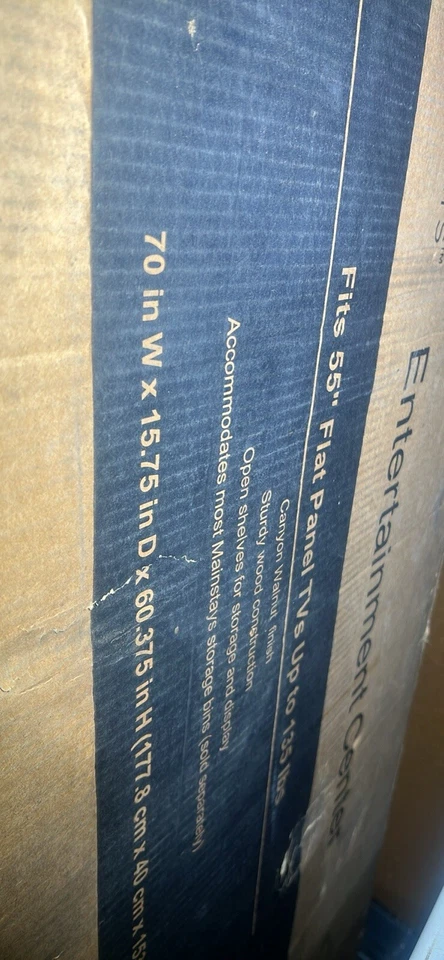 Entertainment Center
Fits 55" Flat Panel TVs Up to 135 lbs
Canyon Walnut finish
Sturdy wood construction
Open shelves for storage and display
Accommodates most Mainstays storage bins (sold separately)
70 in W x 15.75 in D x 60.375 in H (177.8 cm x 40 cm x 153